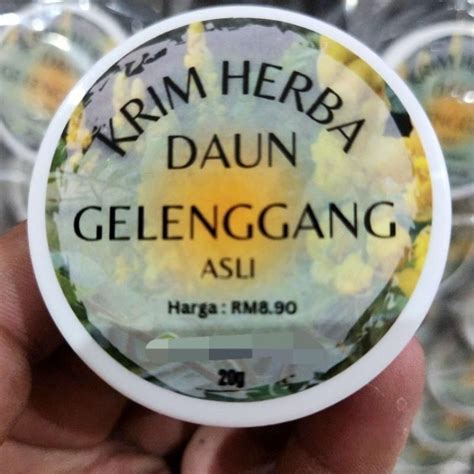 KRIM HERBA
DAUN
GELENGGANG
ASLI
Harga : RM8.90
20g